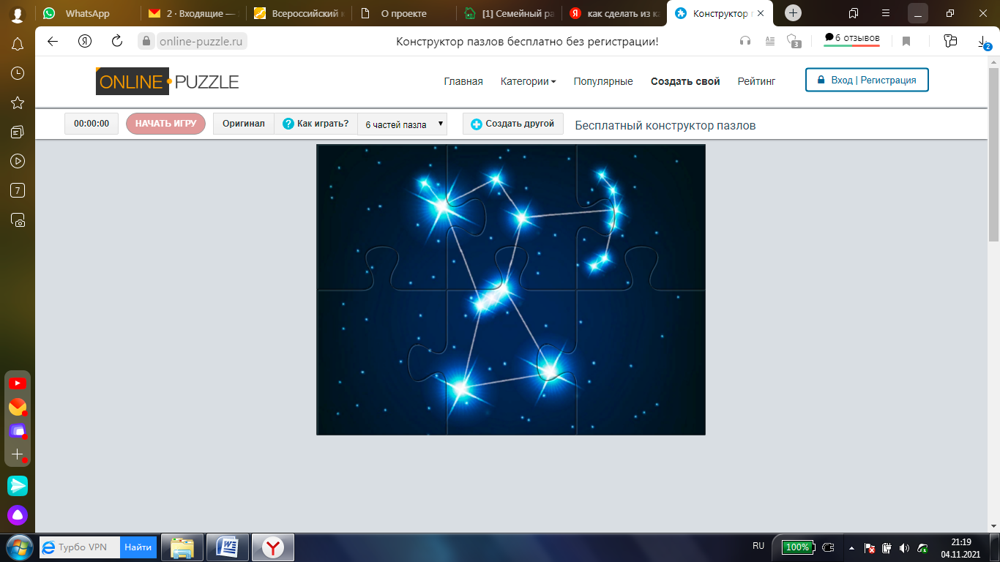 WhatsApp
2 · Входящие —
Всероссийский
О проекте
[1] Семейный ра
как сделать из ка
Конструктор
online-puzzle.ru
Конструктор пазлов бесплатно без регистрации!
3
6 отзывов
2
7
ONLINE PUZZLE
Главная
Категории
Популярные
Создать свой
Рейтинг
Вход | Регистрация
00:00:00
НАЧАТЬ ИГРУ
Оригинал
? Как играть?
6 частей пазла
Создать другой
Бесплатный конструктор пазлов
Турбо VPN
Найти
RU
100%
21:19
04.11.2021